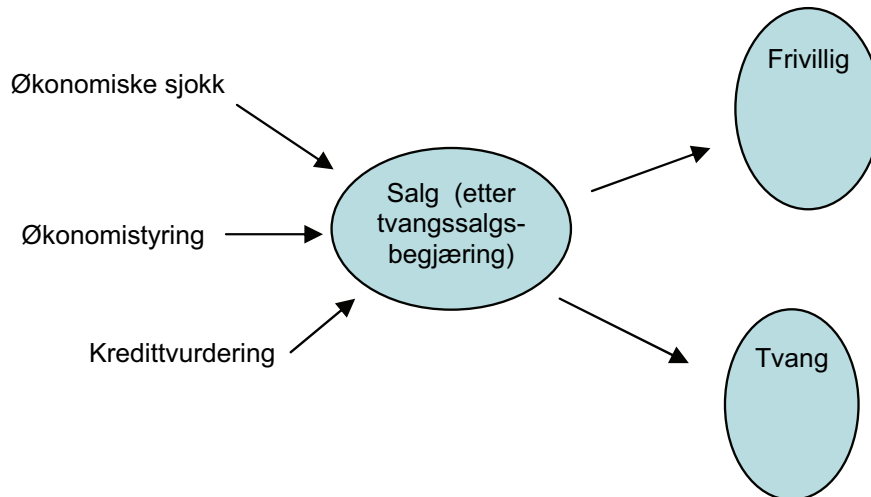 Økonomiske sjokk
Økonomistyring
Kredittvurdering
Salg (etter
tvangssalgs-
begjæring)
Frivillig
Tvang